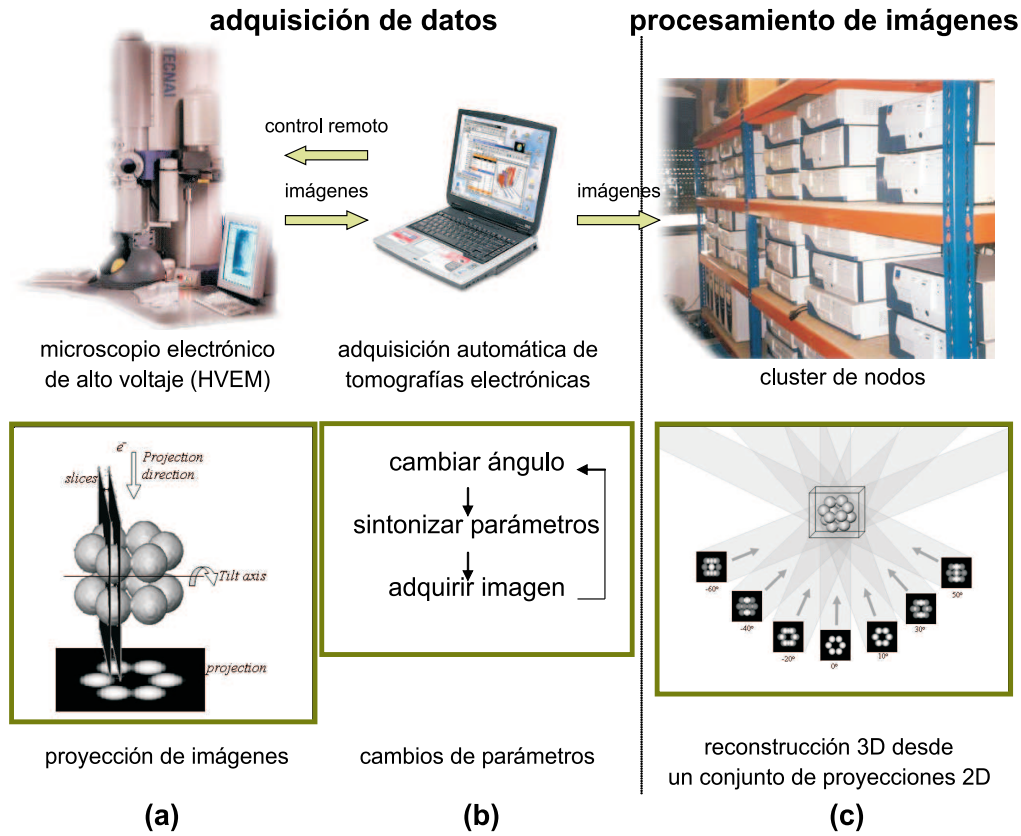 adquisición de datos
procesamiento de imágenes
TECNAI
control remoto
imágenes
imágenes
microscopio electrónico
de alto voltaje (HVEM)
adquisición automática de
tomografías electrónicas
cluster de nodos
e-
Projection
direction
slices
Tilt axis
projection
cambiar ángulo
sintonizar parámetros
adquirir imagen
-60º
-40º
-20º
0º
10º
30º
50º
proyección de imágenes
cambios de parámetros
reconstrucción 3D desde
un conjunto de proyecciones 2D
(a)
(b)
(c)